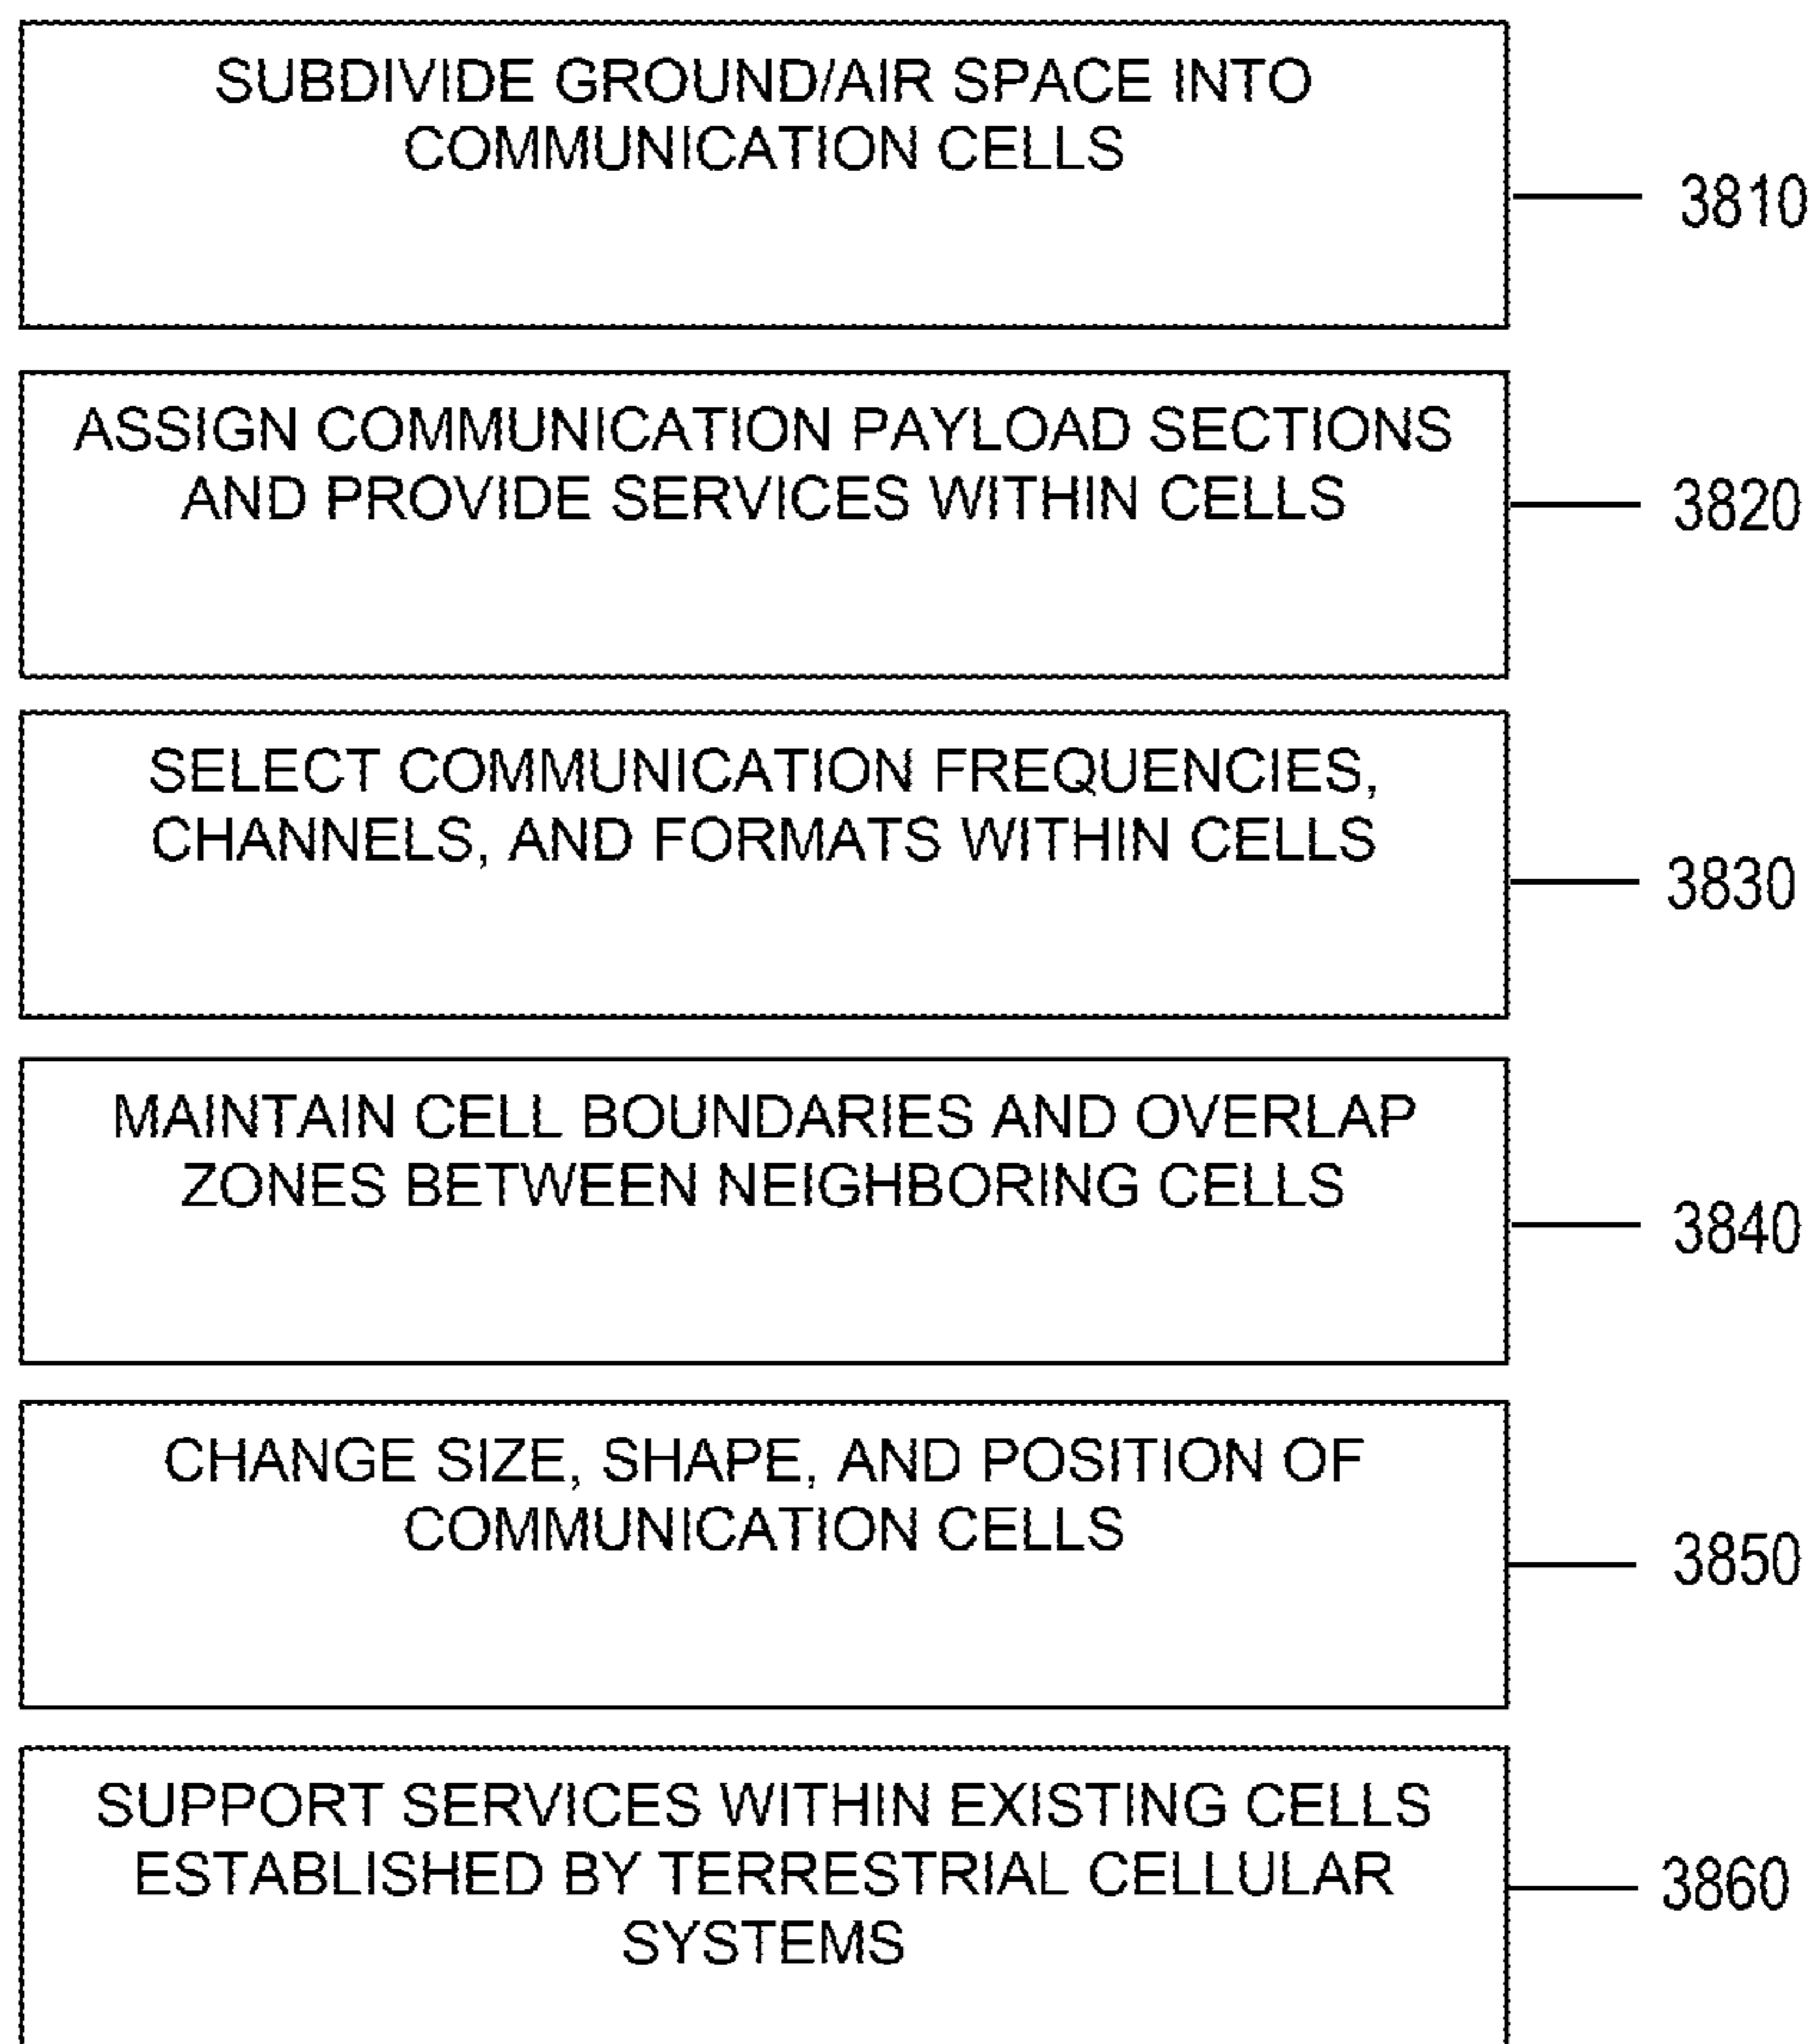 SUBDIVIDE GROUND/AIR SPACE INTO
COMMUNICATION CELLS
3810
ASSIGN COMMUNICATION PAYLOAD SECTIONS
AND PROVIDE SERVICES WITHIN CELLS
3820
SELECT COMMUNICATION FREQUENCIES,
CHANNELS, AND FORMATS WITHIN CELLS
3830
MAINTAIN CELL BOUNDARIES AND OVERLAP
ZONES BETWEEN NEIGHBORING CELLS
3840
CHANGE SIZE, SHAPE, AND POSITION OF
COMMUNICATION CELLS
3850
SUPPORT SERVICES WITHIN EXISTING CELLS
ESTABLISHED BY TERRESTRIAL CELLULAR
SYSTEMS
3860